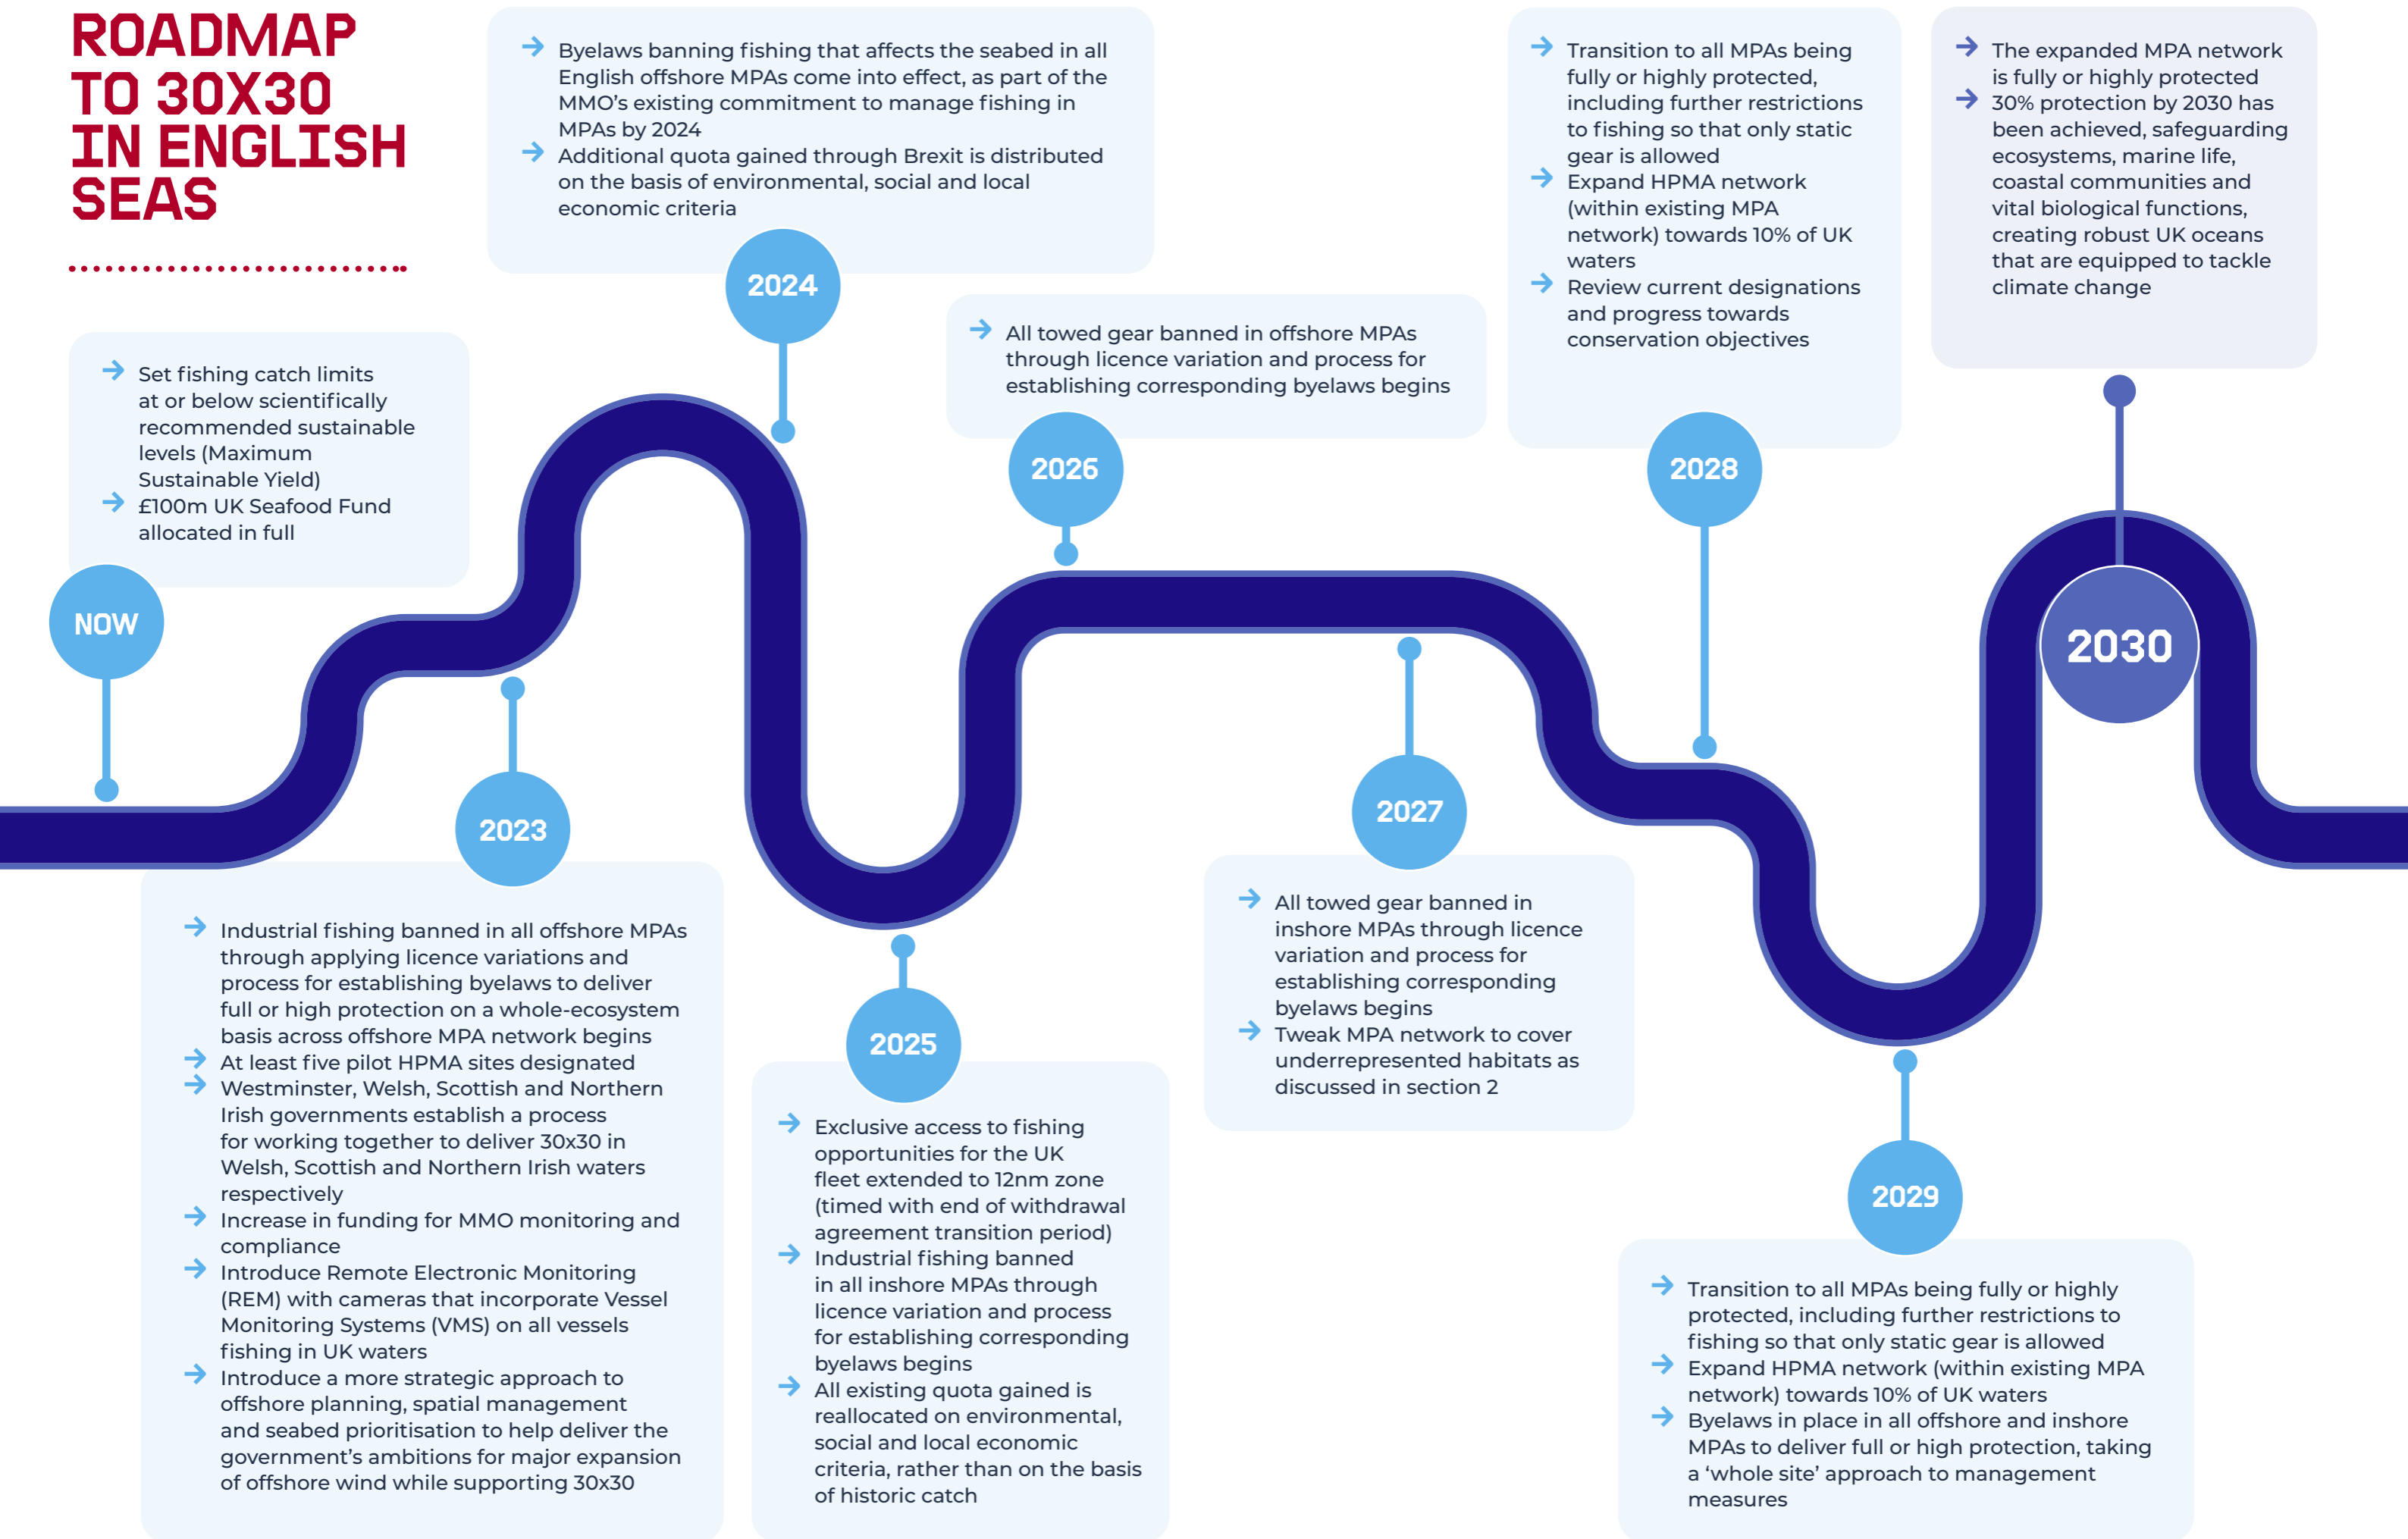 ROADMAP
TO 30X30
IN ENGLISH
SEAS
NOW
→ Set fishing catch limits
at or below scientifically
recommended sustainable
levels (Maximum
Sustainable Yield)
→ £100m UK Seafood Fund
allocated in full
2023
→ Industrial fishing banned in all offshore MPAs
through applying licence variations and
process for establishing byelaws to deliver
full or high protection on a whole-ecosystem
basis across offshore MPA network begins
→ At least five pilot HPMA sites designated
→ Westminster, Welsh, Scottish and Northern
Irish governments establish a process
for working together to deliver 30x30 in
Welsh, Scottish and Northern Irish waters
respectively
→ Increase in funding for MMO monitoring and
compliance
→ Introduce Remote Electronic Monitoring
(REM) with cameras that incorporate Vessel
Monitoring Systems (VMS) on all vessels
fishing in UK waters
→ Introduce a more strategic approach to
offshore planning, spatial management
and seabed prioritisation to help deliver the
government’s ambitions for major expansion
of offshore wind while supporting 30x30
2024
→ Byelaws banning fishing that affects the seabed in all
English offshore MPAs come into effect, as part of the
MMO’s existing commitment to manage fishing in
MPAs by 2024
→ Additional quota gained through Brexit is distributed
on the basis of environmental, social and local
economic criteria
2025
→ Exclusive access to fishing
opportunities for the UK
fleet extended to 12nm zone
(timed with end of withdrawal
agreement transition period)
→ Industrial fishing banned
in all inshore MPAs through
licence variation and process
for establishing corresponding
byelaws begins
→ All existing quota gained is
reallocated on environmental,
social and local economic
criteria, rather than on the basis
of historic catch
2026
→ All towed gear banned in offshore MPAs
through licence variation and process for
establishing corresponding byelaws begins
2027
→ All towed gear banned in
inshore MPAs through licence
variation and process for
establishing corresponding
byelaws begins
→ Tweak MPA network to cover
underrepresented habitats as
discussed in section 2
2028
→ Transition to all MPAs being
fully or highly protected,
including further restrictions
to fishing so that only static
gear is allowed
→ Expand HPMA network
(within existing MPA
network) towards 10% of UK
waters
→ Review current designations
and progress towards
conservation objectives
2029
→ Transition to all MPAs being fully or highly
protected, including further restrictions to
fishing so that only static gear is allowed
→ Expand HPMA network (within existing MPA
network) towards 10% of UK waters
→ Byelaws in place in all offshore and inshore
MPAs to deliver full or high protection, taking
a ‘whole site’ approach to management
measures
2030
→ The expanded MPA network
is fully or highly protected
→ 30% protection by 2030 has
been achieved, safeguarding
ecosystems, marine life,
coastal communities and
vital biological functions,
creating robust UK oceans
that are equipped to tackle
climate change